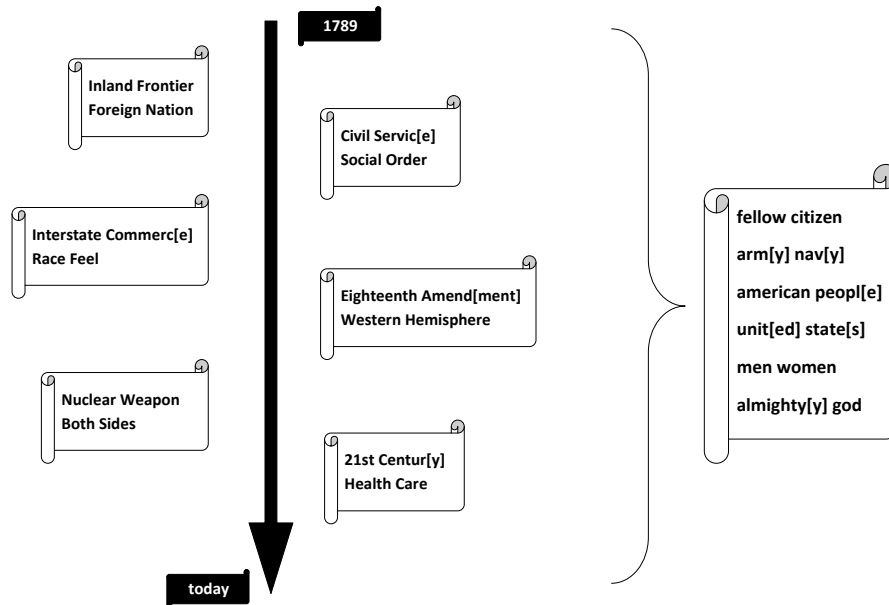 1789
Inland Frontier
Foreign Nation
Civil Servic[e]
Social Order
Interstate Commerc[e]
Race Feel
Eighteenth Amend[ment]
Western Hemisphere
Nuclear Weapon
Both Sides
21st Centur[y]
Health Care
today
fellow citizen
arm[y] nav[y]
american peopl[e]
unit[ed] state[s]
men women
almighty[y] god